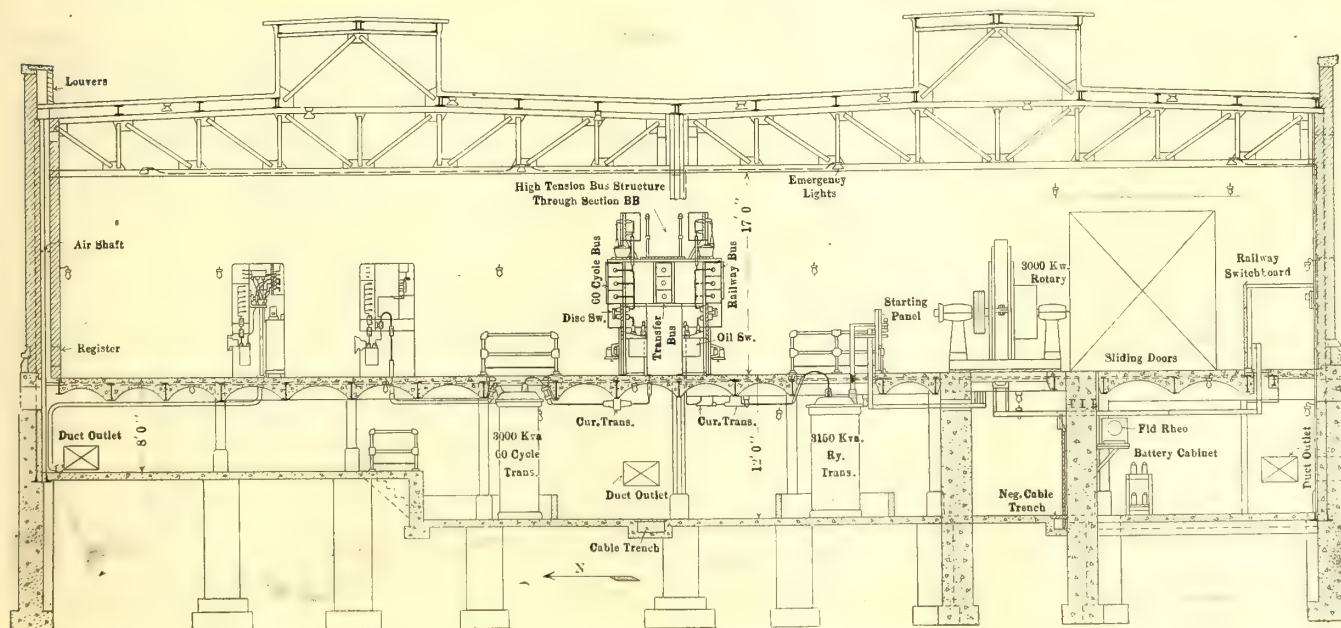 Louvers
High Tension Bus Structure
Through Section BB
Emergency
Lights
17' 0"
Air Shaft
60 Cycle Bus
Railway Bus
Disc Sw.
Transfer
Bus
Oil Sw.
Starting
Panel
3000 Kw.
Rotary
Railway
Switchboard
Register
Sliding Doors
Duct Outlet
8' 0"
3000 Kva
60 Cycle
Trans.
Cur. Trans.
Cur. Trans.
Duct Outlet
12' 0"
3150 Kva.
Ry.
Trans.
Fld Rheo
Battery Cabinet
Neg. Cable
Trench
Duct Outlet
Cable Trench
N